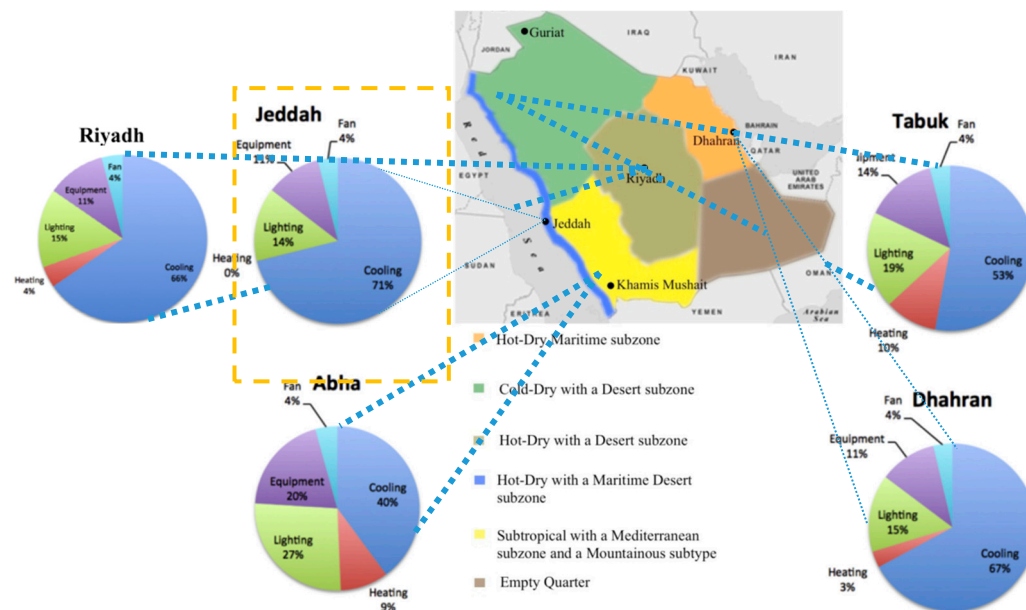 Riyadh
Fan
4%
Equipment
11%
Lighting
15%
Heating
4%
Cooling
66%
Jeddah
Fan
4%
Equipment
11%
Lighting
14%
Heating
0%
Cooling
71%
Guriat
IRAQ
JORDAN
IRAN
KUWAIT
BAHRAIN
Dhahran
QATAR
Riyadh
UNITED
ARAB
EMIRATES
EGYPT
Red
Sea
Jeddah
SUDAN
OMAN
Khamis Mushait
YEMEN
ERITREA
Arabian
Sea
Tabuk
Fan
4%
uipment
14%
Lighting
19%
Cooling
53%
Heating
10%
Hot-Dry Maritime subzone
Cold-Dry with a Desert subzone
Hot-Dry with a Desert subzone
Hot-Dry with a Maritime Desert
subzone
Subtropical with a Mediterranean
subzone and a Mountainous subtype
Empty Quarter
Abha
Fan
4%
Equipment
20%
Cooling
40%
Lighting
27%
Heating
9%
Dhahran
Fan
4%
Equipment
11%
Lighting
15%
Heating
3%
Cooling
67%